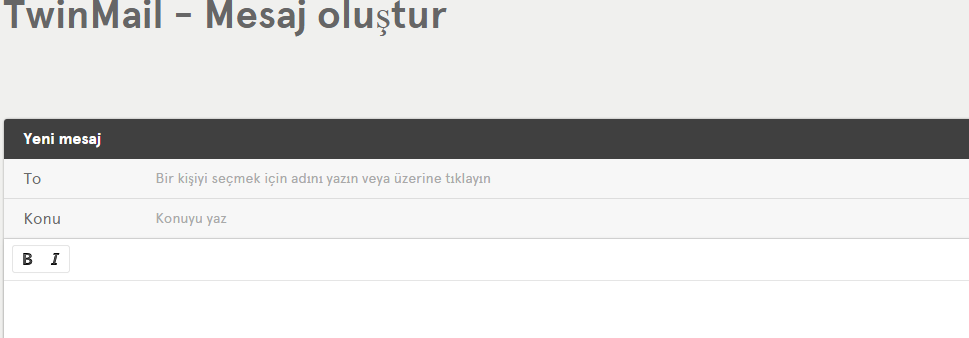 TwinMail - Mesaj oluştur
Yeni mesaj
To Bir kişiyi seçmek için adını yazın veya üzerine tıklayın
Konu Konuyu yaz
B I